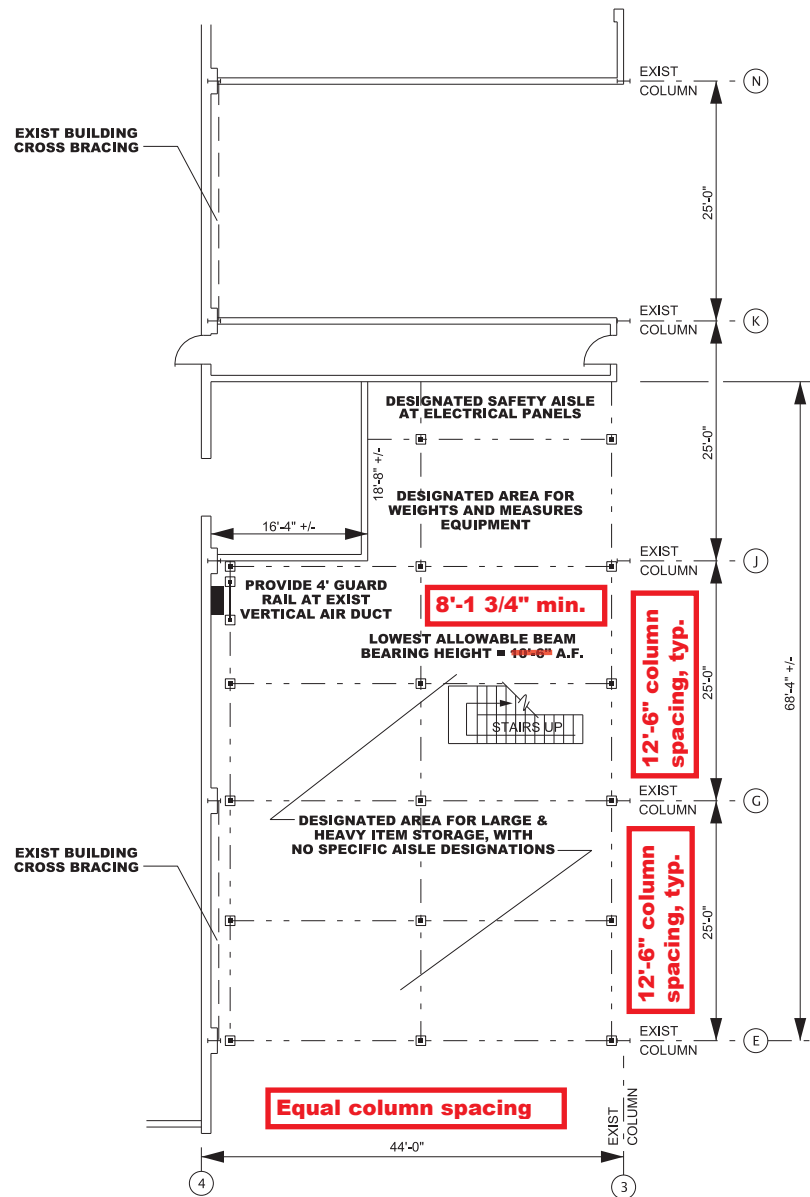 EXIST
COLUMN
N
EXIST BUILDING
CROSS BRACING
25'-0"
EXIST
COLUMN
K
DESIGNATED SAFETY AISLE
AT ELECTRICAL PANELS
25'-0"
18'-8" +/-
DESIGNATED AREA FOR
WEIGHTS AND MEASURES
EQUIPMENT
16'-4" +/-
EXIST
COLUMN
J
PROVIDE 4' GUARD
RAIL AT EXIST
VERTICAL AIR DUCT
8'-1 3/4" min.
LOWEST ALLOWABLE BEAM
BEARING HEIGHT = 10'-6" A.F.
12'-6" column
spacing, typ.
25'-0"
68'-4" +/-
STAIRS UP
EXIST
COLUMN
G
DESIGNATED AREA FOR LARGE &
HEAVY ITEM STORAGE, WITH
NO SPECIFIC AISLE DESIGNATIONS
EXIST BUILDING
CROSS BRACING
12'-6" column
spacing, typ.
25'-0"
EXIST
COLUMN
E
Equal column spacing
EXIST
COLUMN
44'-0"
4
3